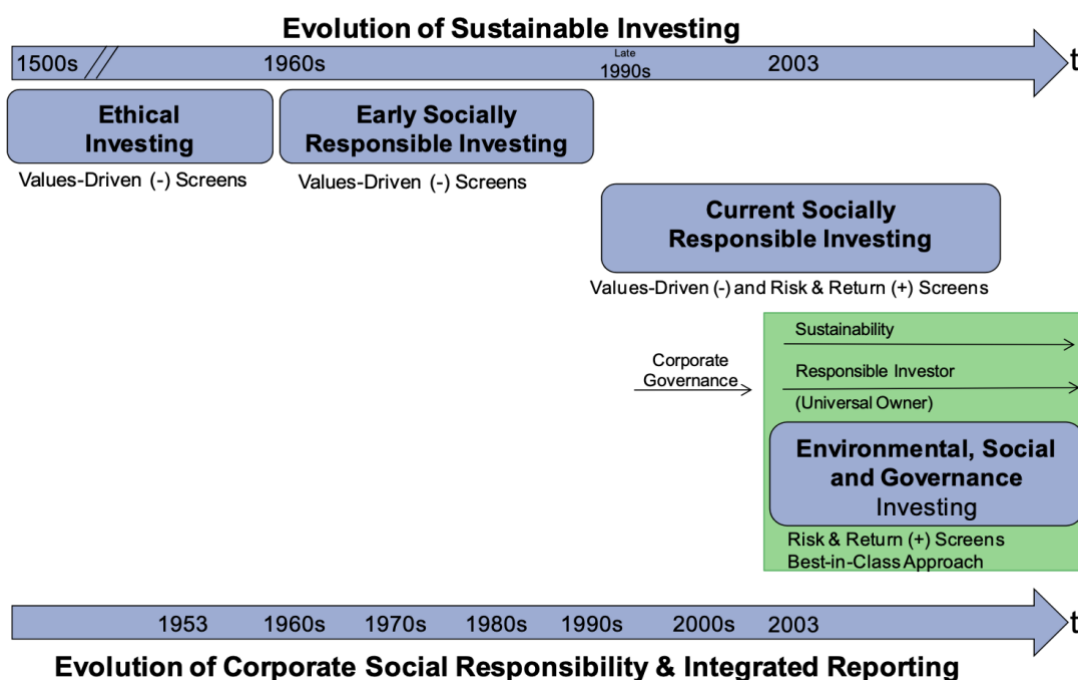 Evolution of Sustainable Investing
1500s
1960s
Late
1990s
2003
t
Ethical
Investing
Values-Driven (-) Screens
Early Socially
Responsible Investing
Values-Driven (-) Screens
Current Socially
Responsible Investing
Values-Driven (-) and Risk & Return (+) Screens
Corporate
Governance
Sustainability
Responsible Investor
(Universal Owner)
Environmental, Social
and Governance
Investing
Risk & Return (+) Screens
Best-in-Class Approach
1953
1960s
1970s
1980s
1990s
2000s
2003
t
Evolution of Corporate Social Responsibility & Integrated Reporting